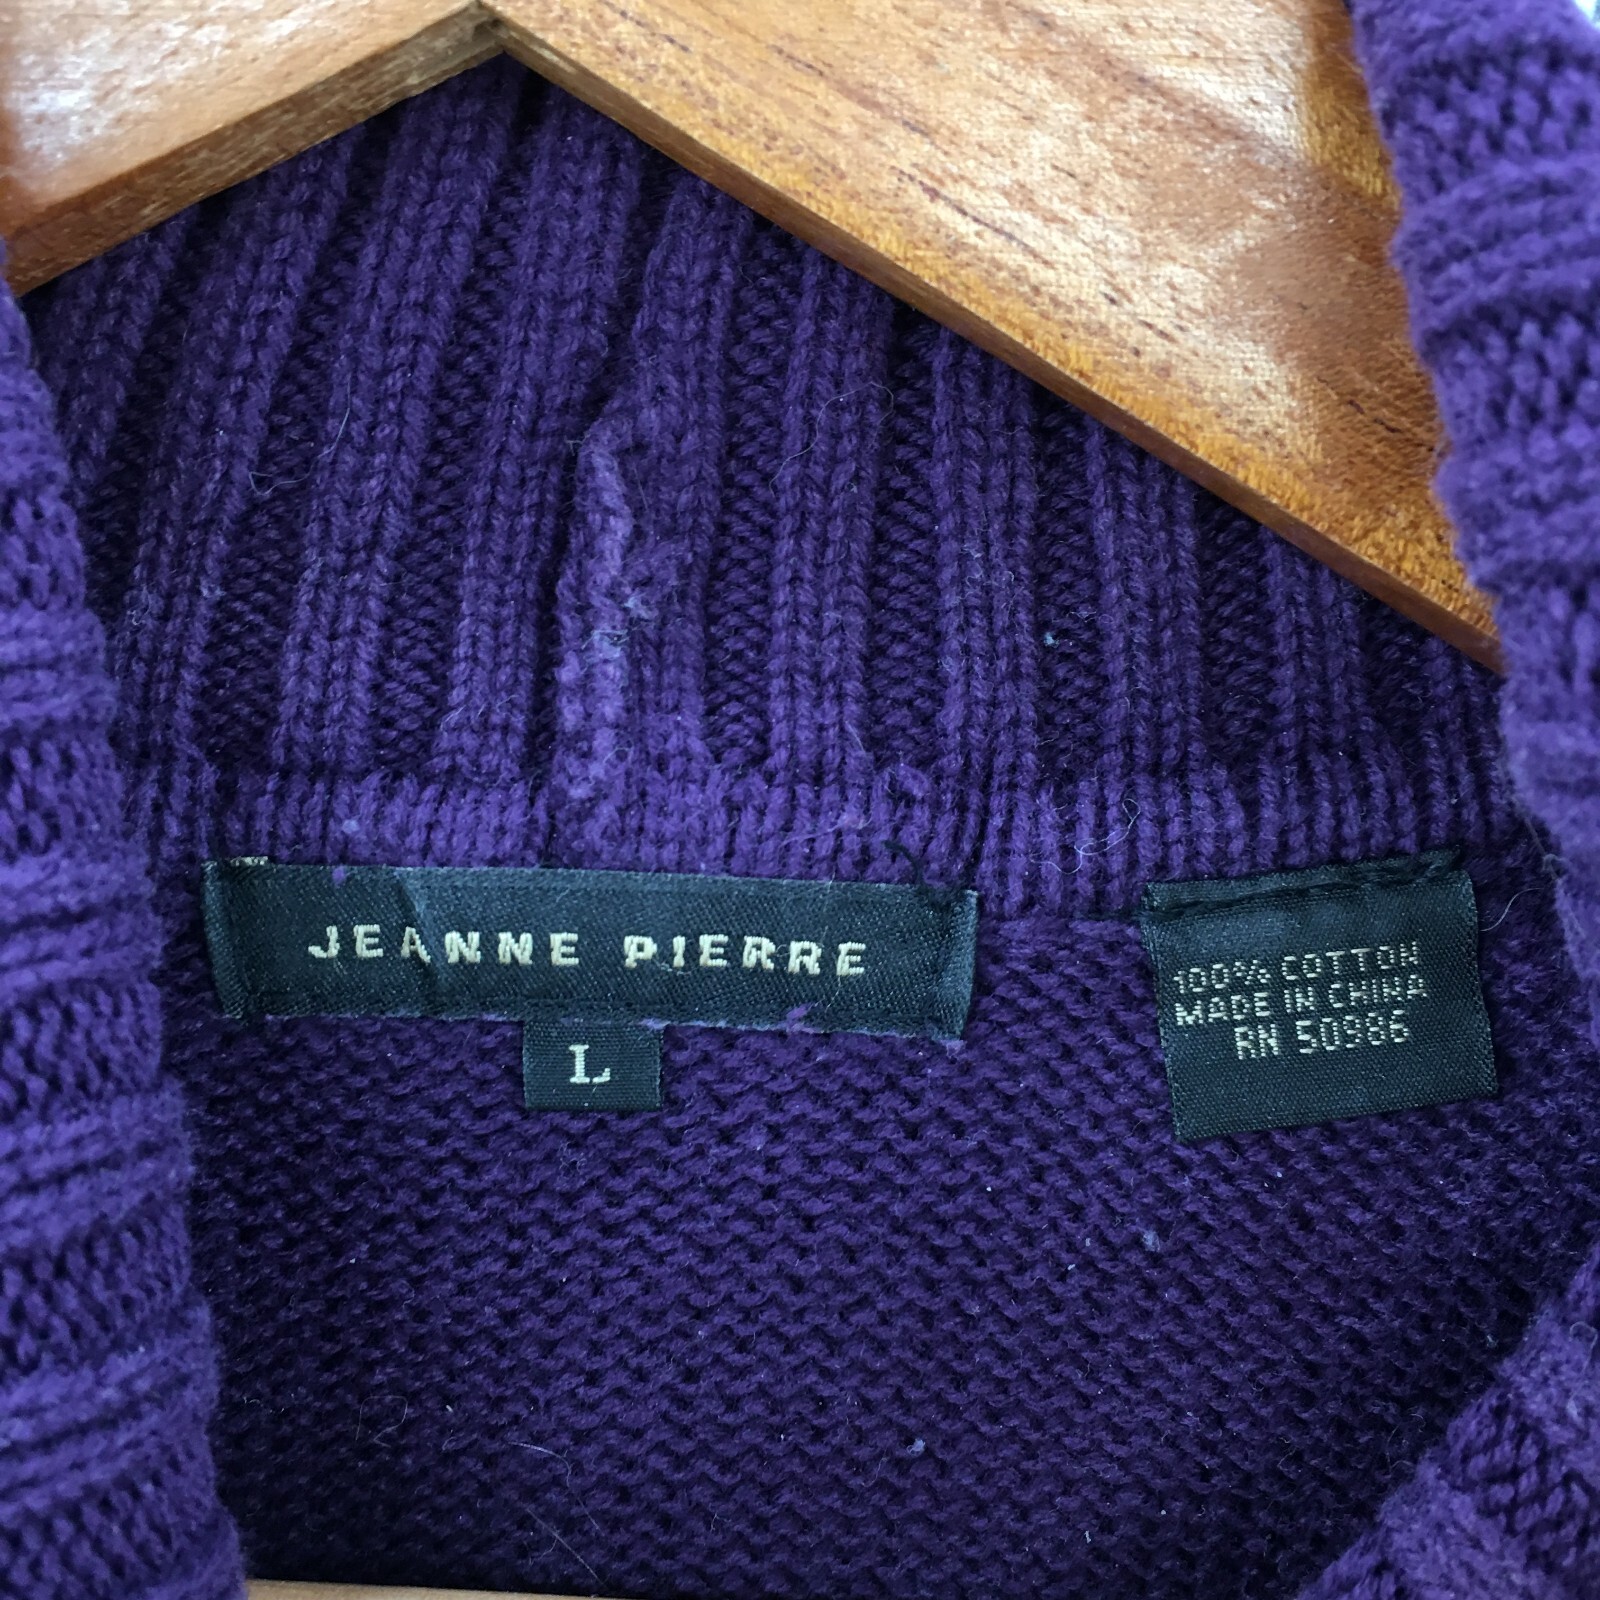 JEANNE PIERRE
L
100% COTTON
MADE IN CHINA
RN 50986